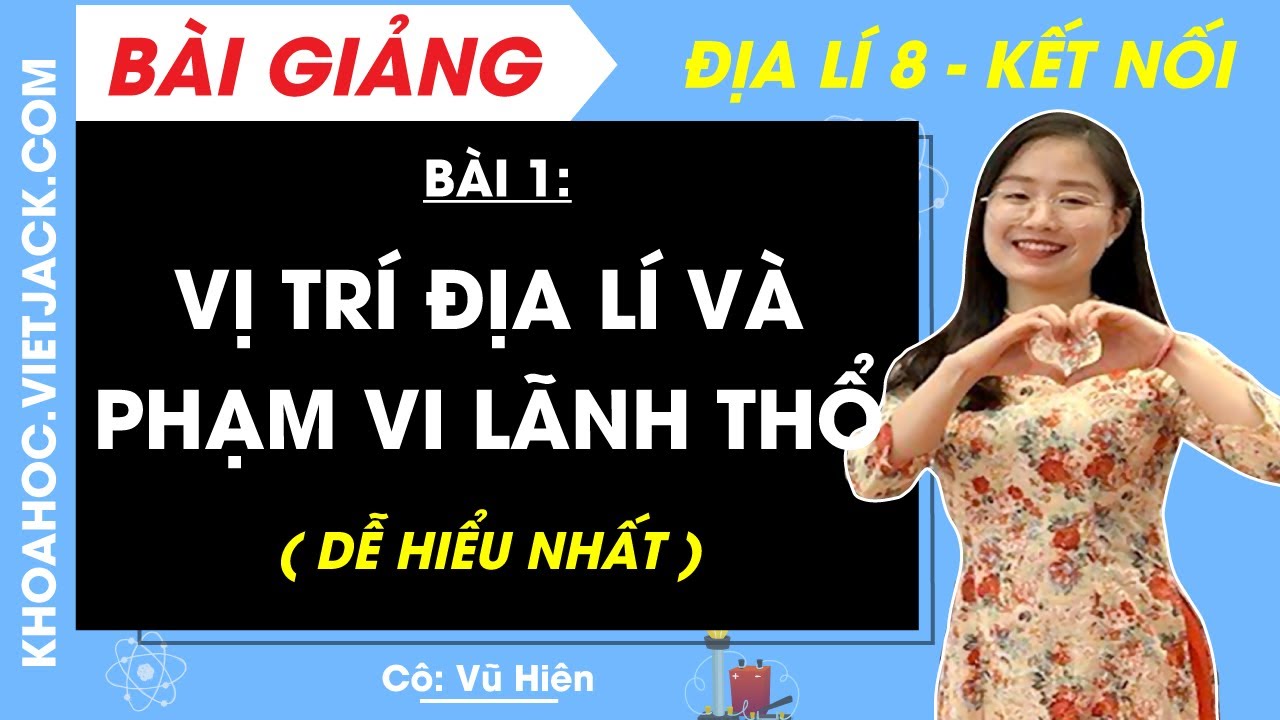 BÀI GIẢNG
ĐỊA LÍ 8 - KẾT NỐI
KHOAHOC.VIETJACK.COM
BÀI 1:
VỊ TRÍ ĐỊA LÍ VÀ
PHẠM VI LÃNH THỔ
( DỄ HIỂU NHẤT )
Cô: Vũ Hiên